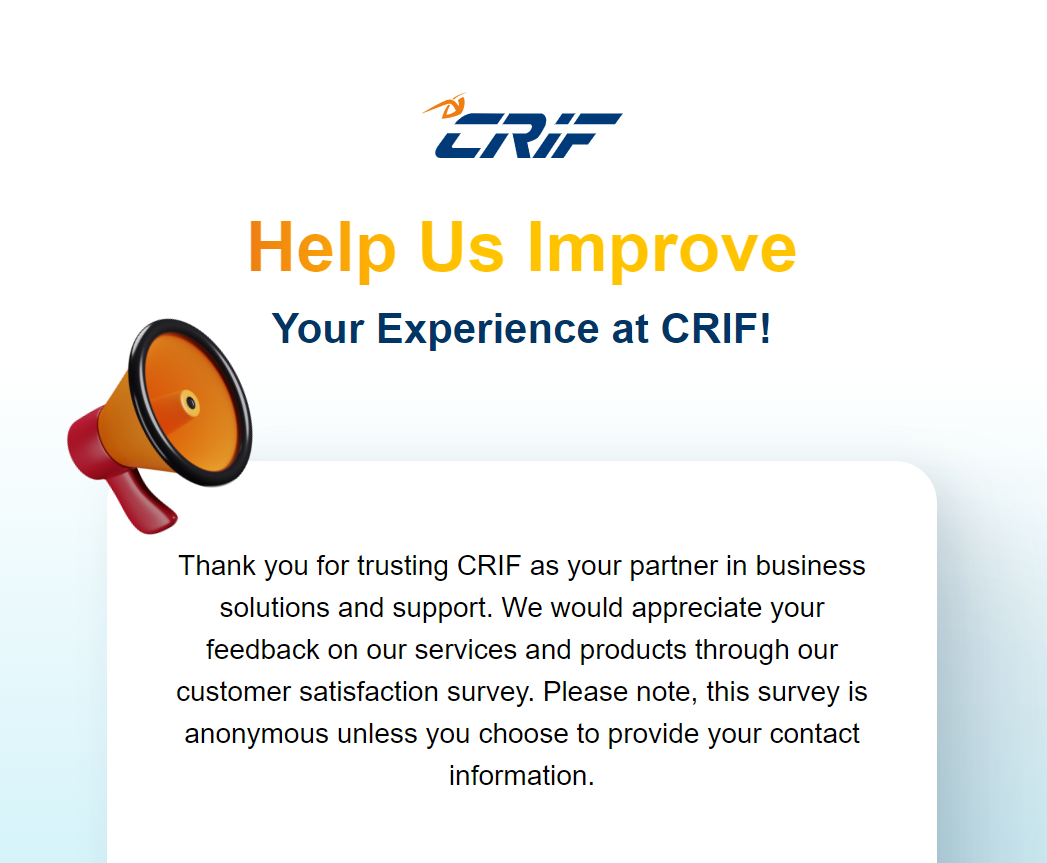 CRIF
Help Us Improve
Your Experience at CRIF!
Thank you for trusting CRIF as your partner in business
solutions and support. We would appreciate your
feedback on our services and products through our
customer satisfaction survey. Please note, this survey is
anonymous unless you choose to provide your contact
information.